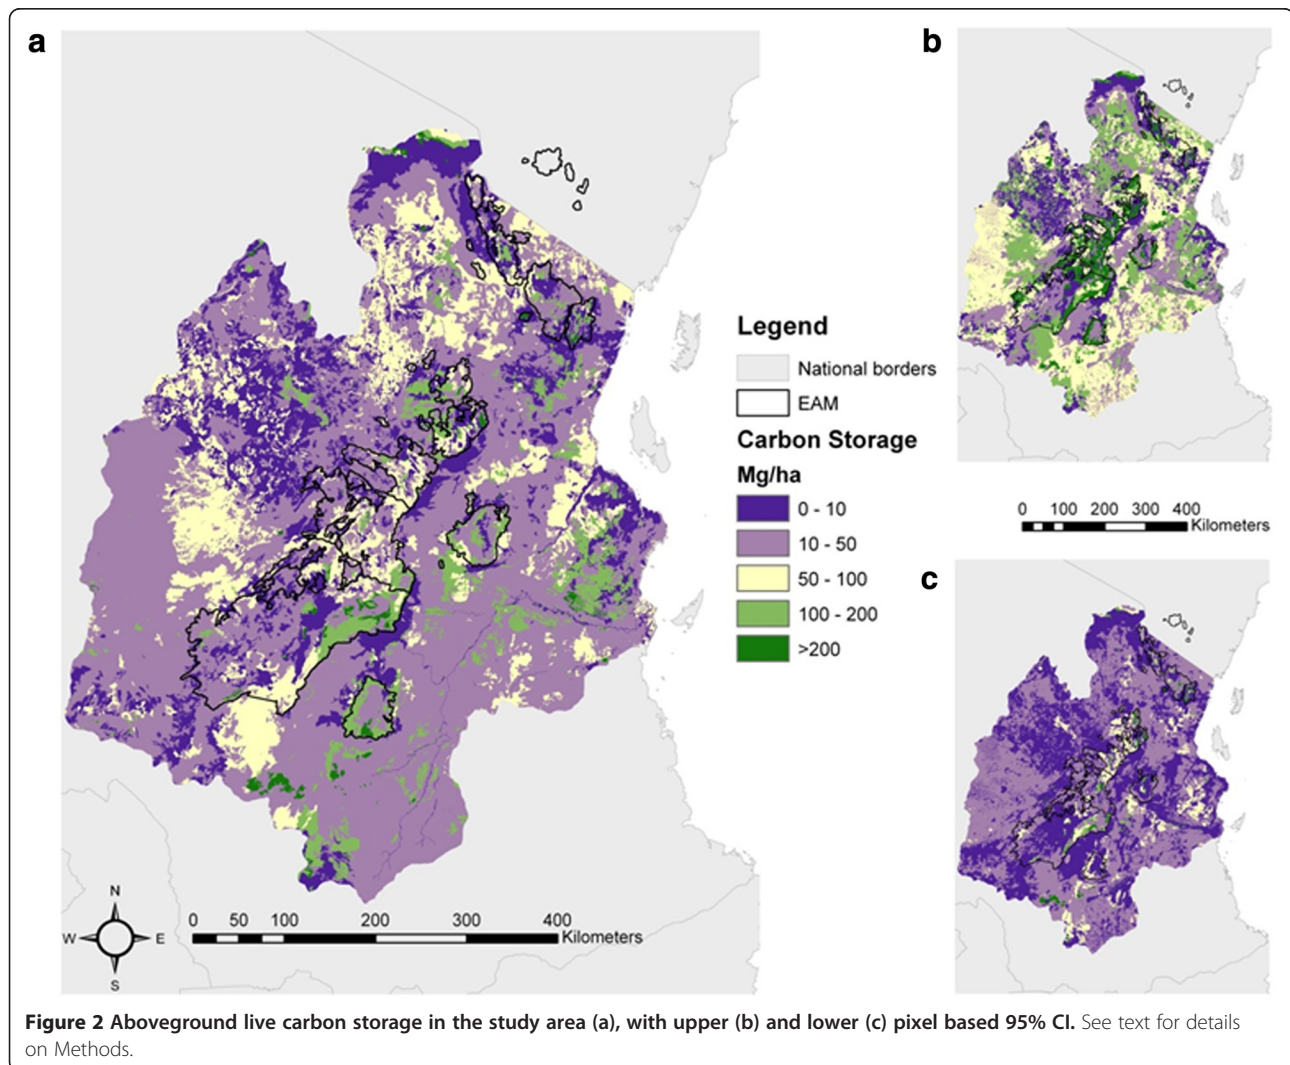 a
b
Legend
National borders
EAM
Carbon Storage
Mg/ha
0 - 10
10 - 50
50 - 100
100 - 200
>200
0 100 200 300 400
Kilometers
c
N
W E
S
0 50 100 200 300 400
Kilometers
Figure 2 Aboveground live carbon storage in the study area (a), with upper (b) and lower (c) pixel based 95% CI. See text for details
on Methods.